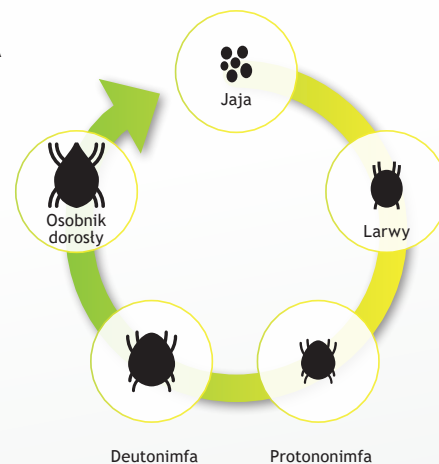 Jaja
Larwy
Osobnik
dorosły
Deutonimfa
Protononimfa